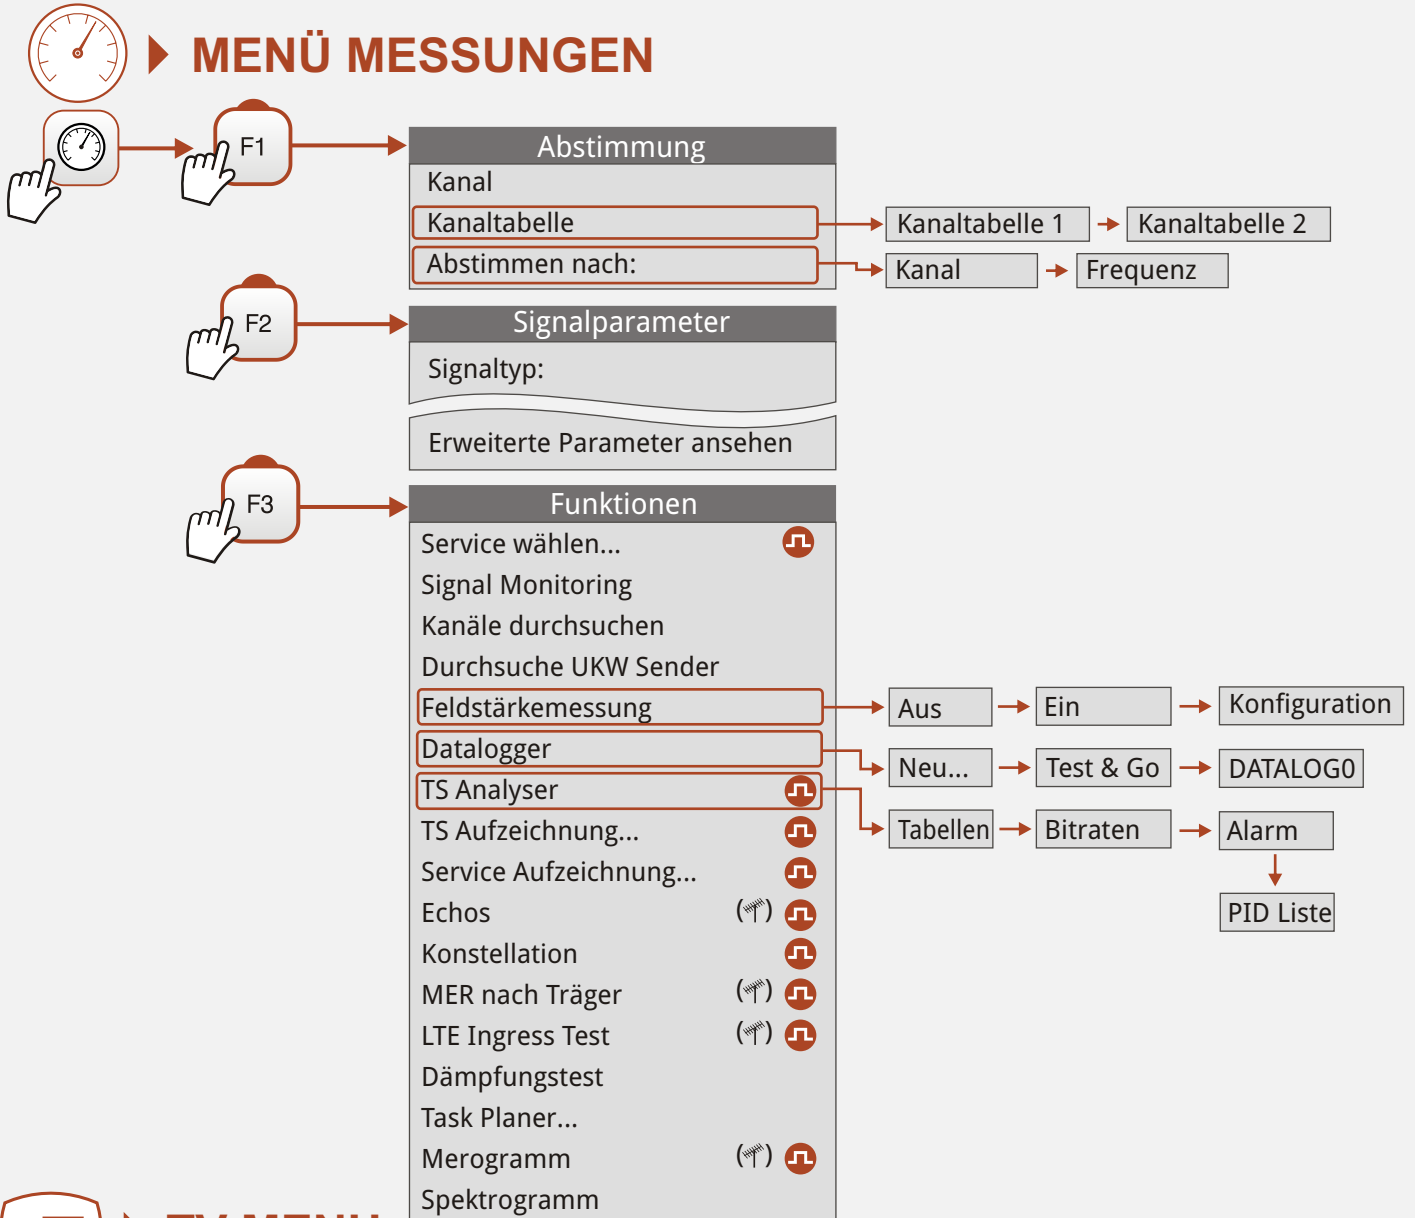 MENÜ MESSUNGEN
F1
Abstimmung
Kanal
Kanaltabelle
Kanaltabelle 1
Kanaltabelle 2
Abstimmen nach:
Kanal
Frequenz
F2
Signalparameter
Signaltyp:
Erweiterte Parameter ansehen
F3
Funktionen
Service wählen...
Signal Monitoring
Kanäle durchsuchen
Durchsuche UKW Sender
Feldstärkemessung
Aus
Ein
Konfiguration
Datalogger
Neu...
Test & Go
DATALOG0
TS Analyser
Tabellen
Bitraten
Alarm
PID Liste
TS Aufzeichnung...
Service Aufzeichnung...
Echos
Konstellation
MER nach Träger
LTE Ingress Test
Dämpfungstest
Task Planer...
Merogramm
Spektrogramm